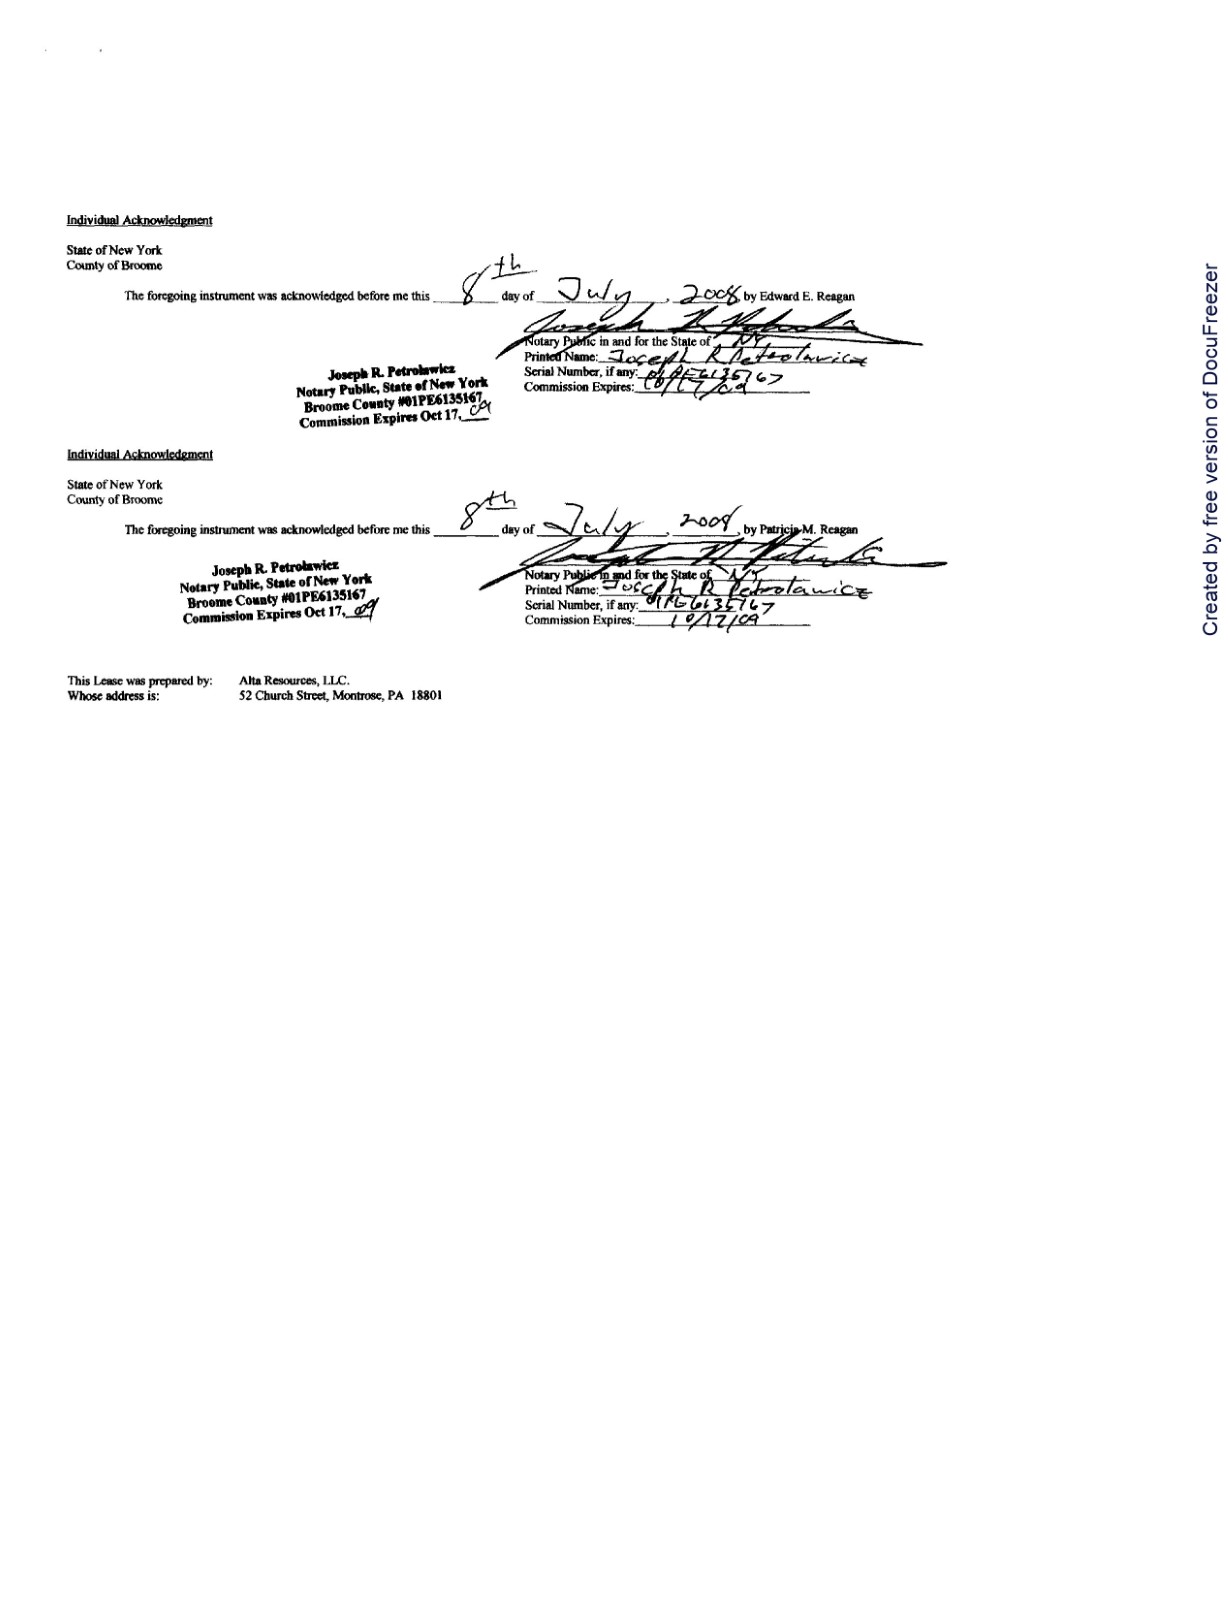 Individual Acknowledgment
State of New York
County of Broome
The foregoing instrument was acknowledged before me this 8th day of July, 2008 by Edward E. Reagan
Notary Public in and for the State of NY
Printed Name: Joseph R Petrolawicz
Serial Number, if any: 01PE6135167
Commission Expires: 10/17/09
Joseph R. Petrolawicz
Notary Public, State of New York
Broome County #01PE6135167
Commission Expires Oct 17, 09
Individual Acknowledgment
State of New York
County of Broome
The foregoing instrument was acknowledged before me this 8th day of July, 2008, by Patricia M. Reagan
Notary Public in and for the State of NY
Printed Name: Joseph R Petrolawicz
Serial Number, if any: 01PE6135167
Commission Expires: 10/17/09
Joseph R. Petrolawicz
Notary Public, State of New York
Broome County #01PE6135167
Commission Expires Oct 17, 09
This Lease was prepared by: Alta Resources, LLC.
Whose address is: 52 Church Street, Montrose, PA 18801
Created by free version of DocuFreezer